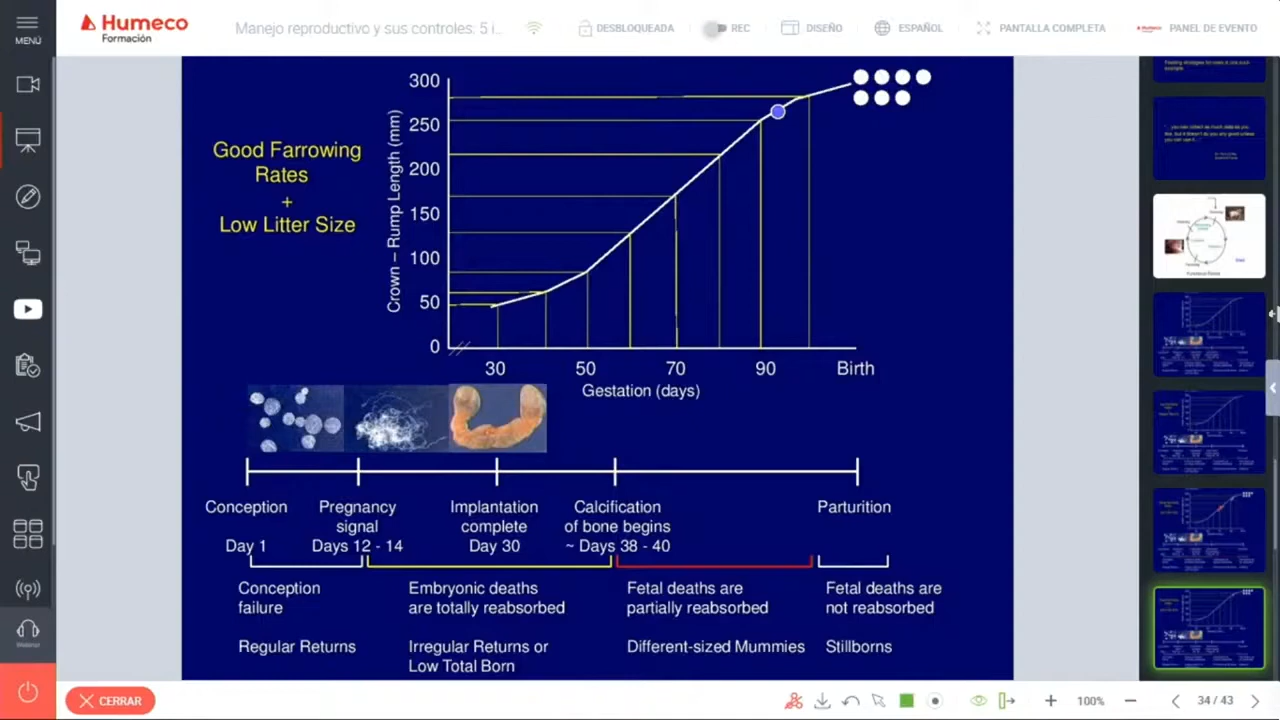 MENÚ
Humeco
Formación
Manejo reproductivo y sus controles. 5 i...
DESBLOQUEADA
REC
DISEÑO
ESPAÑOL
PANTALLA COMPLETA
PANEL DE EVENTO
Good Farrowing
Rates
+
Low Litter Size
Crown – Rump Length (mm)
300
250
200
150
100
50
0
30 50 70 90 Birth
Gestation (days)
Conception
Day 1
Pregnancy
signal
Days 12 - 14
Implantation
complete
Day 30
Calcification
of bone begins
~ Days 38 - 40
Parturition
Conception
failure
Regular Returns
Embryonic deaths
are totally reabsorbed
Irregular returns or
Low Total Born
Fetal deaths are
partially reabsorbed
Different-sized Mummies
Fetal deaths are
not reabsorbed
Stillborns
CERRAR
100%
34 / 43